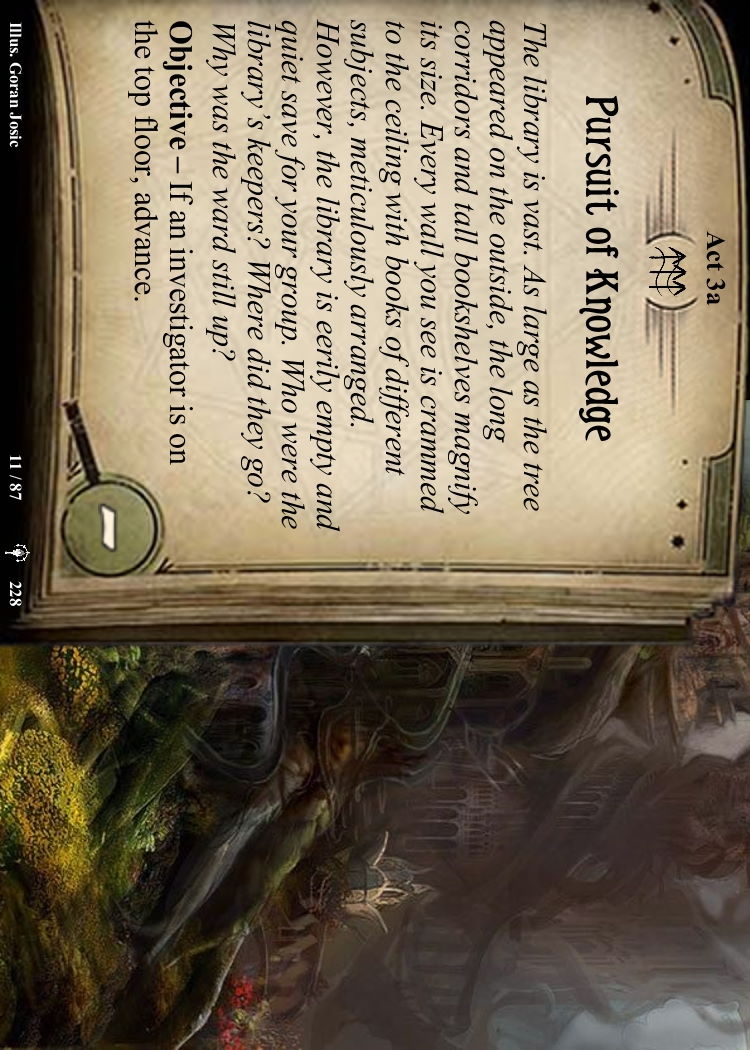 Act 3a
Pursuit of Knowledge
The library is vast. As large as the tree
appeared on the outside, the long
corridors and tall bookshelves magnify
its size. Every wall you see is crammed
to the ceiling with books of different
subjects, meticulously arranged.
However, the library is eerily empty and
quiet save for your group. Who were the
library's keepers? Where did they go?
Why was the ward still up?
Objective – If an investigator is on
the top floor, advance.
–
Illus. Goran Josic
11 / 87
228